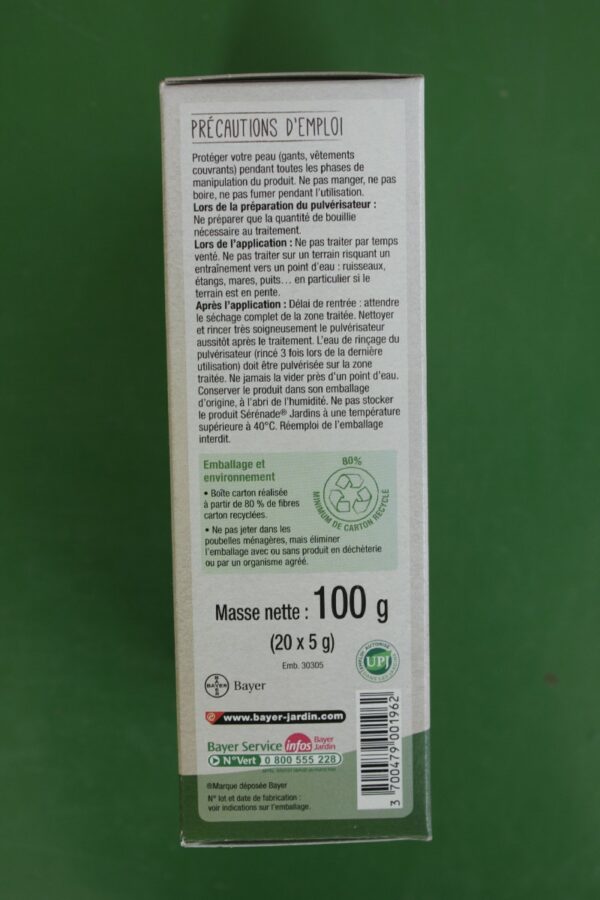 PRÉCAUTIONS D'EMPLOI
Protéger votre peau (gants, vêtements
couvrants) pendant toutes les phases de
manipulation du produit. Ne pas manger, ne pas
boire, ne pas fumer pendant l'utilisation.
Lors de la préparation du pulvérisateur :
Ne préparer que la quantité de bouillie
nécessaire au traitement.
Lors de l'application : Ne pas traiter par temps
venté. Ne pas traiter sur un terrain risquant un
entraînement vers un point d'eau : ruisseaux,
étangs, mares, puits... en particulier si le
terrain est en pente.
Après l'application : Délai de rentrée : attendre
le séchage complet de la zone traitée. Nettoyer
et rincer très soigneusement le pulvérisateur
aussitôt après le traitement. L'eau de rinçage du
pulvérisateur (rincé 3 fois lors de la dernière
utilisation) doit être pulvérisée sur la zone
traitée. Ne jamais la vider près d'un point d'eau.
Conserver le produit dans son emballage
d'origine, à l'abri de l'humidité. Ne pas stocker
le produit Sérénade® Jardins à une température
supérieure à 40°C. Réemploi de l'emballage
interdit.
Emballage et
environnement
• Boîte carton réalisée
à partir de 80 % de fibres
carton recyclées.
• Ne pas jeter dans les
poubelles ménagères, mais éliminer
l'emballage avec ou sans produit en déchèterie
ou par un organisme agréé.
80%
MINIMUM DE CARTON RECYCLÉ
Masse nette : 100 g
(20 x 5 g)
Emb. 30305
EMPLOI AUTORISÉ
UPJ
DANS LES JARDINS
BAYER
Bayer
www.bayer-jardin.com
Bayer Service infos Bayer
Jardin
N°Vert 0 800 555 228
®Marque déposée Bayer
N° lot et date de fabrication :
voir indications sur l'emballage.
3 700479 001962